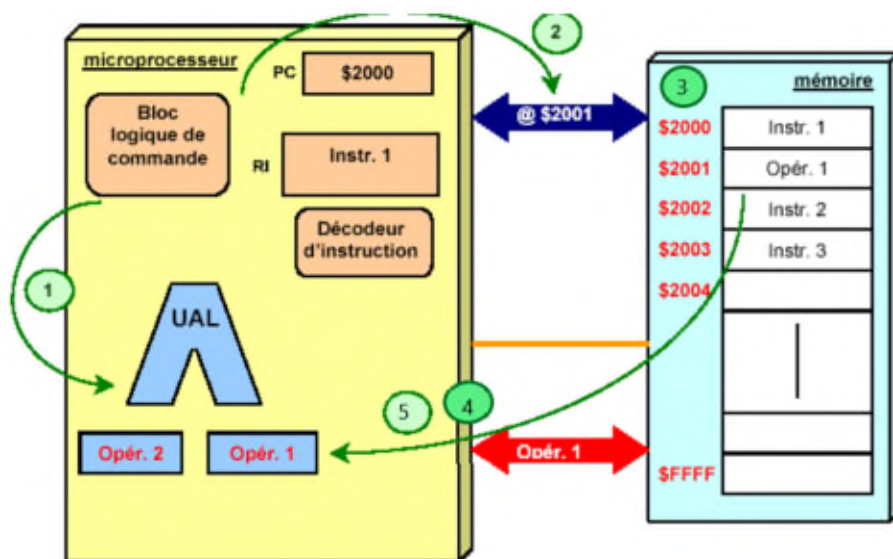 microprocesseur
PC
$2000
Bloc
logique de
commande
RI
Instr. 1
Décodeur
d'instruction
1
UAL
Opér. 2
Opér. 1
5
4
2
@ $2001
Opér. 1
3
mémoire
$2000
Instr. 1
$2001
Opér. 1
$2002
Instr. 2
$2003
Instr. 3
$2004
$FFFF